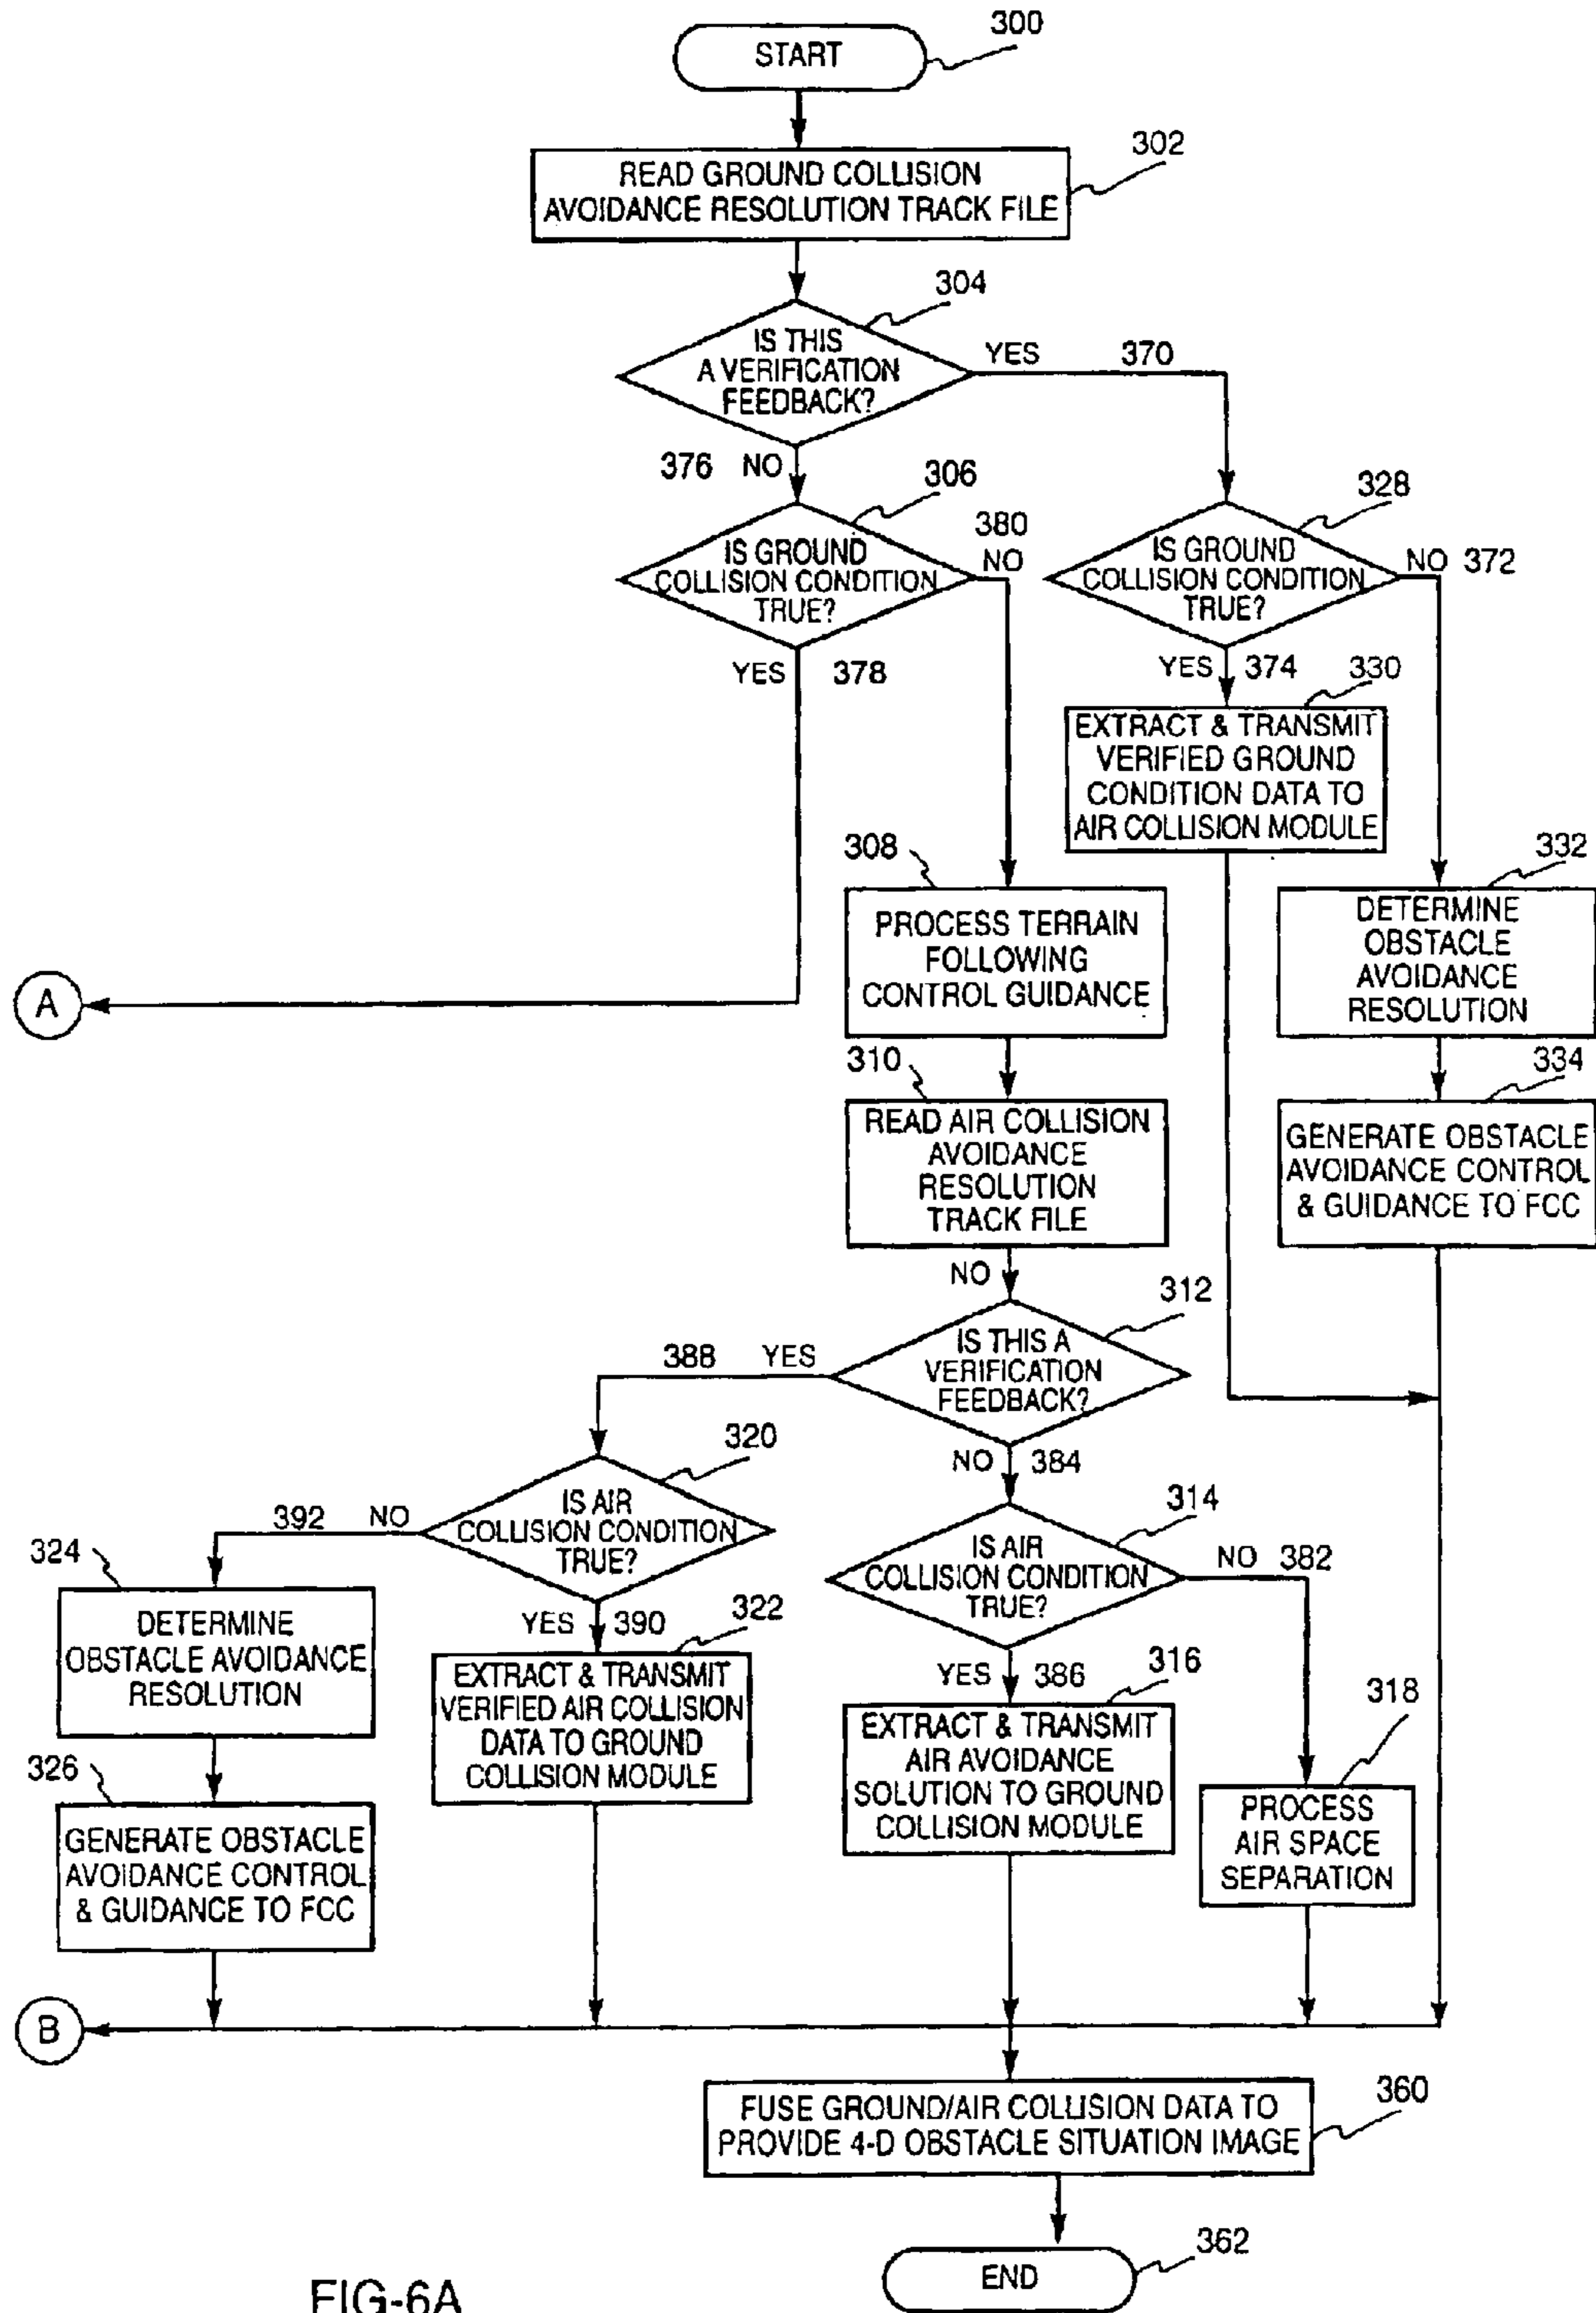 300
START
302
READ GROUND COLLISION
AVOIDANCE RESOLUTION TRACK FILE
304
IS THIS
A VERIFICATION
FEEDBACK?
YES 370
376 NO
306
IS GROUND
COLLISION CONDITION
TRUE?
380
NO
328
IS GROUND
COLLISION CONDITION
TRUE?
NO 372
YES 378
YES 374
330
EXTRACT & TRANSMIT
VERIFIED GROUND
CONDITION DATA TO
AIR COLLISION MODULE
308
PROCESS TERRAIN
FOLLOWING
CONTROL GUIDANCE
332
DETERMINE
OBSTACLE
AVOIDANCE
RESOLUTION
A
310
READ AIR COLLISION
AVOIDANCE
RESOLUTION
TRACK FILE
334
GENERATE OBSTACLE
AVOIDANCE CONTROL
& GUIDANCE TO FCC
NO
312
IS THIS A
VERIFICATION
FEEDBACK?
388 YES
320
IS AIR
COLLISION CONDITION
TRUE?
NO 384
314
IS AIR
COLLISION CONDITION
TRUE?
NO 382
392 NO
324
DETERMINE
OBSTACLE AVOIDANCE
RESOLUTION
YES 390
322
EXTRACT & TRANSMIT
VERIFIED AIR COLLISION
DATA TO GROUND
COLLISION MODULE
YES 386
316
EXTRACT & TRANSMIT
AIR AVOIDANCE
SOLUTION TO GROUND
COLLISION MODULE
318
PROCESS
AIR SPACE
SEPARATION
326
GENERATE OBSTACLE
AVOIDANCE CONTROL
& GUIDANCE TO FCC
B
360
FUSE GROUND/AIR COLLISION DATA TO
PROVIDE 4-D OBSTACLE SITUATION IMAGE
362
END
FIG-6A